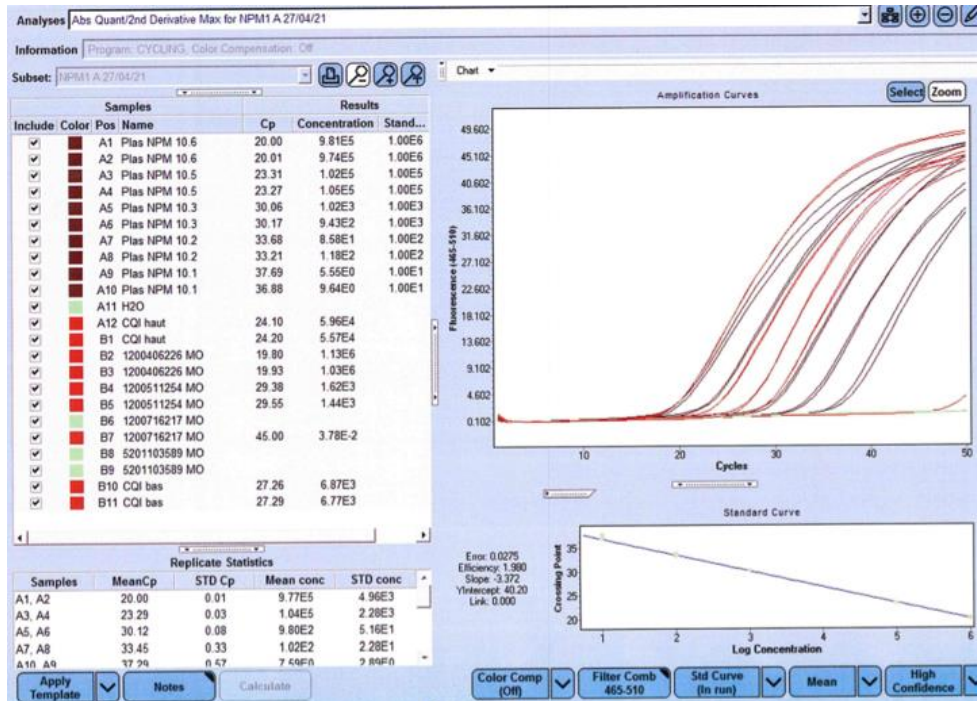 Analyses Abs Quant/2nd Derivative Max for NPM1 A 27/04/21
Information Program: CYCLING, Color Compensation: Off
Subset: NPM1 A 27/04/21
Samples Results
Include Color Pos Name Cp Concentration Stand...
A1 Plas NPM 10.6 20.00 9.81E5 1.00E6
A2 Plas NPM 10.6 20.01 9.74E5 1.00E6
A3 Plas NPM 10.5 23.31 1.02E5 1.00E5
A4 Plas NPM 10.5 23.27 1.05E5 1.00E5
A5 Plas NPM 10.3 30.06 1.02E3 1.00E3
A6 Plas NPM 10.3 30.17 9.43E2 1.00E3
A7 Plas NPM 10.2 33.68 8.58E1 1.00E2
A8 Plas NPM 10.2 33.21 1.18E2 1.00E2
A9 Plas NPM 10.1 37.69 5.55E0 1.00E1
A10 Plas NPM 10.1 36.88 9.64E0 1.00E1
A11 H2O
A12 CQI haut 24.10 5.96E4
B1 CQI haut 24.20 5.57E4
B2 1200406226 MO 19.80 1.13E6
B3 1200406226 MO 19.93 1.03E6
B4 1200511254 MO 29.38 1.62E3
B5 1200511254 MO 29.55 1.44E3
B6 1200716217 MO
B7 1200716217 MO 45.00 3.78E-2
B8 5201103589 MO
B9 5201103589 MO
B10 CQI bas 27.26 6.87E3
B11 CQI bas 27.29 6.77E3
Replicate Statistics
Samples MeanCp STD Cp Mean conc STD conc
A1, A2 20.00 0.01 9.77E5 4.96E3
A3, A4 23.29 0.03 1.04E5 2.28E3
A5, A6 30.12 0.08 9.80E2 5.16E1
A7, A8 33.45 0.33 1.02E2 2.28E1
A10, A9 37.29 0.57 7.59E0 2.89E0
Apply Template
Notes
Calculate
Chart
Amplification Curves
Select Zoom
Fluorescence (465-510)
49.602
45.102
40.602
36.102
31.602
27.102
22.602
18.102
13.602
9.102
4.602
0.102
10 20 30 40 50
Cycles
Standard Curve
Error: 0.0275
Efficiency: 1.980
Slope: -3.372
YIntercept: 40.20
Link: 0.000
Crossing Point
35
30
25
20
1 2 3 4 5 6
Log Concentration
Color Comp (Off)
Filter Comb 465-510
Std Curve (In run)
Mean
High Confidence